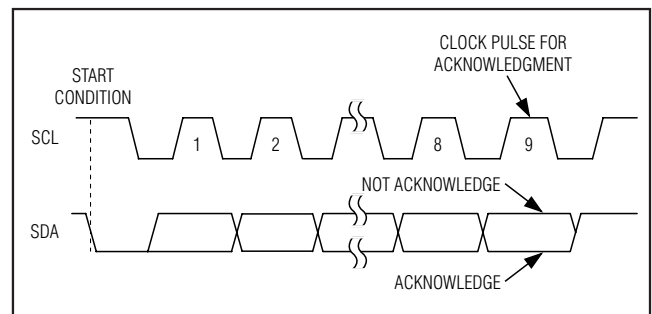 CLOCK PULSE FOR
ACKNOWLEDGMENT
START
CONDITION
SCL
1
2
8
9
NOT ACKNOWLEDGE
SDA
ACKNOWLEDGE